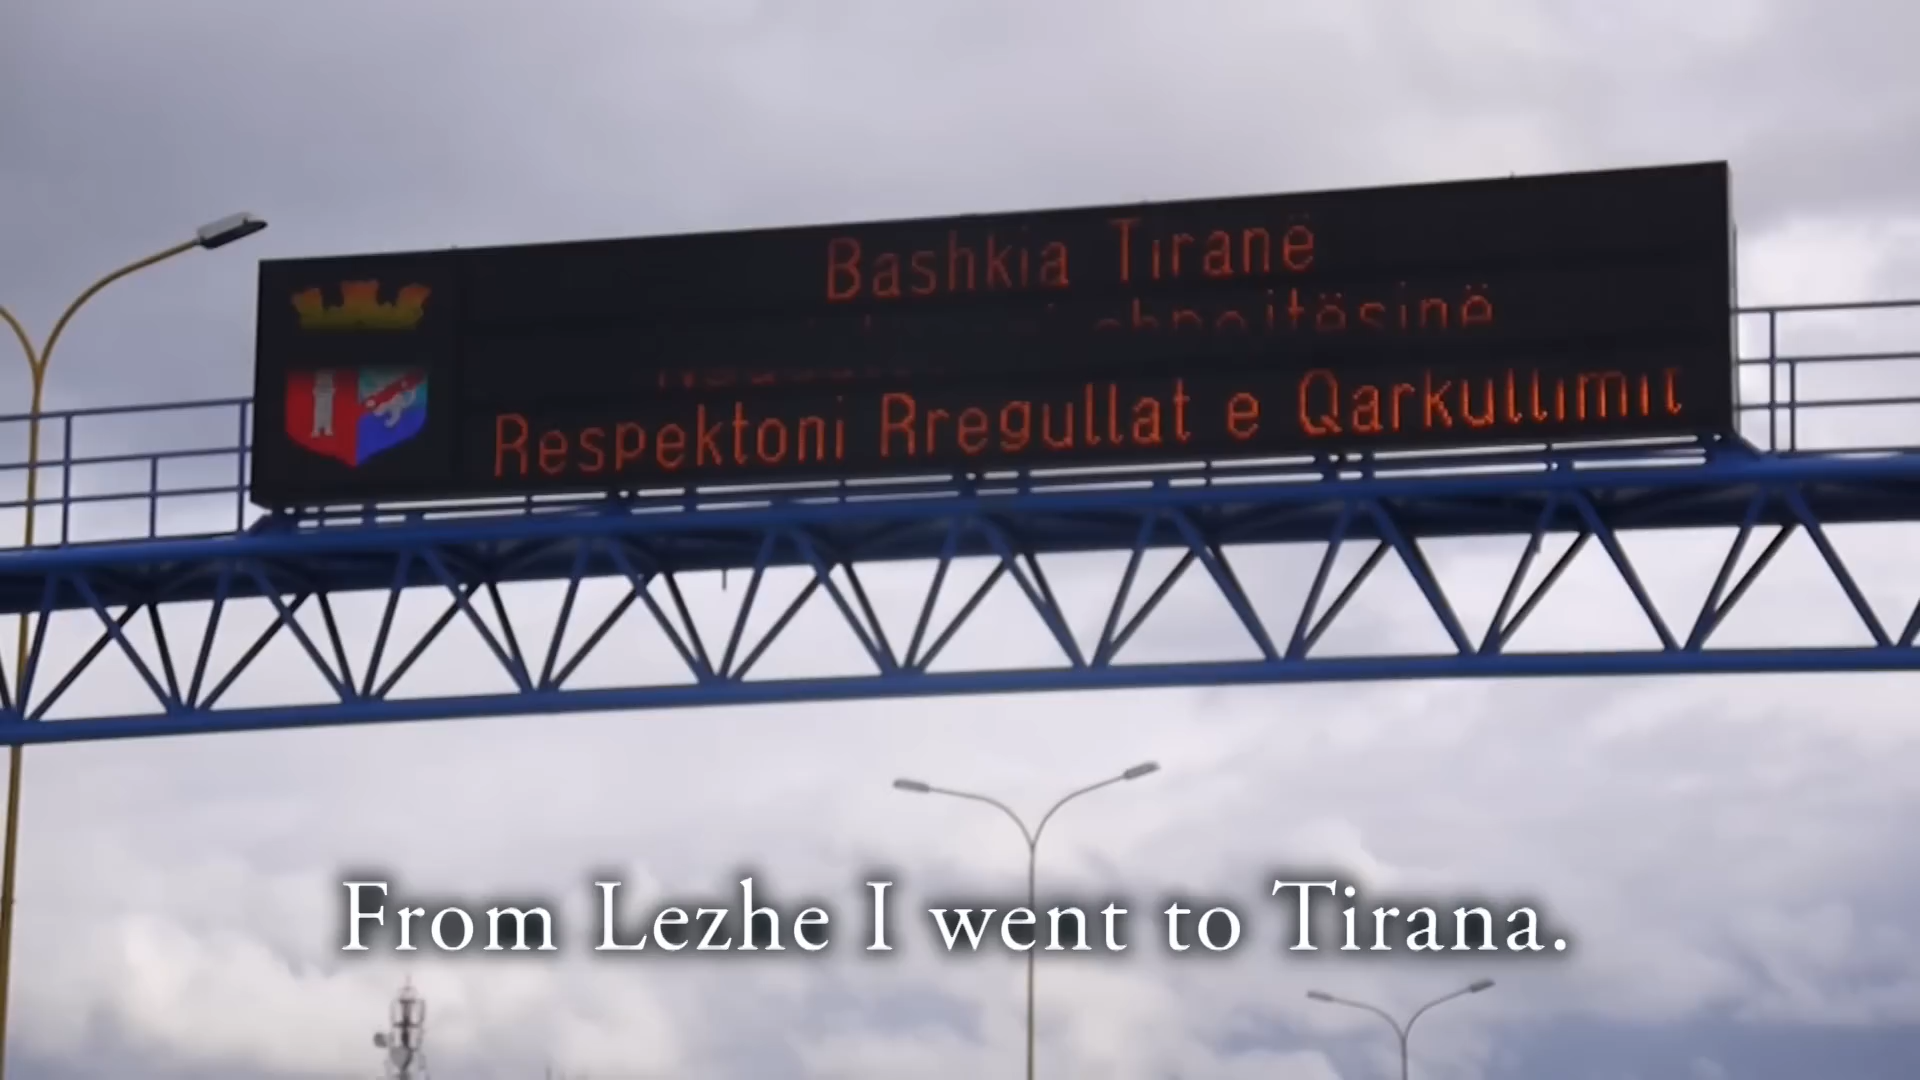 Bashkia Tiranë
Respektoni Rregullat e Qarkullimit
From Lezhe I went to Tirana.